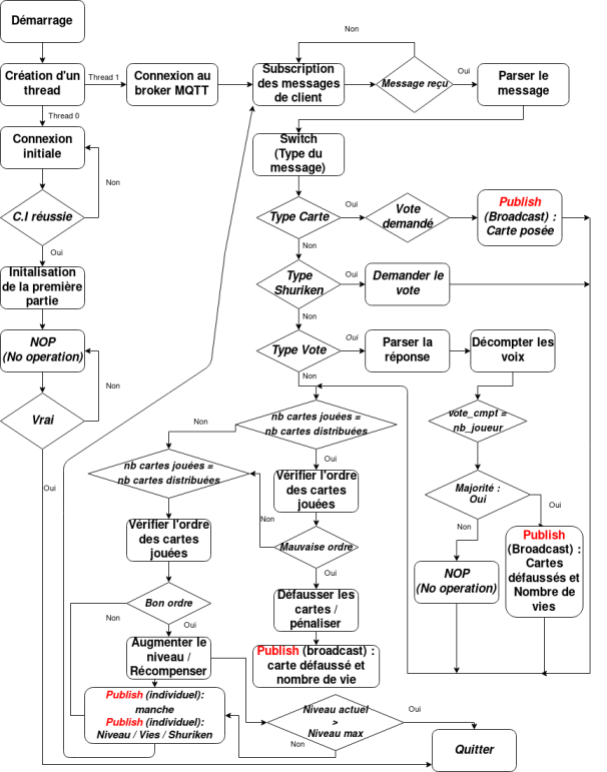 Démarrage
Non
Création d'un
thread
Thread 1
Connexion au
broker MQTT
Subscription
des messages
de client
Message reçu
Oui
Parser le
message
Thread 0
Connexion
initiale
Switch
(Type du
message)
Non
C.I réussie
Type Carte
Oui
Vote
demandé
Publish
(Broadcast) :
Carte posée
Oui
Non
Initalisation
de la première
partie
Type
Shuriken
Oui
Demander le
vote
Non
NOP
(No operation)
Type Vote
Oui
Parser la
réponse
Décompter les
voix
Non
Non
Vrai
nb cartes jouées =
nb cartes distribuées
vote_cmpt =
nb_joueur
Non
Oui
nb cartes jouées =
nb cartes distribuées
Vérifier l'ordre
des cartes
jouées
Majorité :
Oui
Oui
Oui
Non
Non
Vérifier l'ordre
des cartes
jouées
Mauvaise ordre
Publish
(Broadcast) :
Cartes
défaussés et
Nombre de
vies
Oui
NOP
(No operation)
Bon ordre
Défausser les
cartes /
pénaliser
Non
Oui
Augmenter le
niveau /
Récompenser
Publish (broadcast) :
carte défaussé et
nombre de vie
Publish (individuel):
manche
Publish (individuel):
Niveau / Vies / Shuriken
Niveau actuel
>
Niveau max
Oui
Non
Quitter